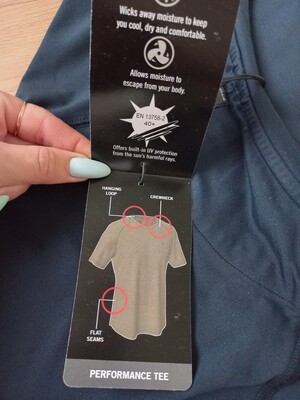 Wicks away moisture to keep
you cool, dry and comfortable.
Allows moisture to
escape from your body.
EN 13758-2
40+
Offers built-in UV protection
from the sun's harmful rays.
HANGING
LOOP
CREWNECK
FLAT
SEAMS
PERFORMANCE TEE